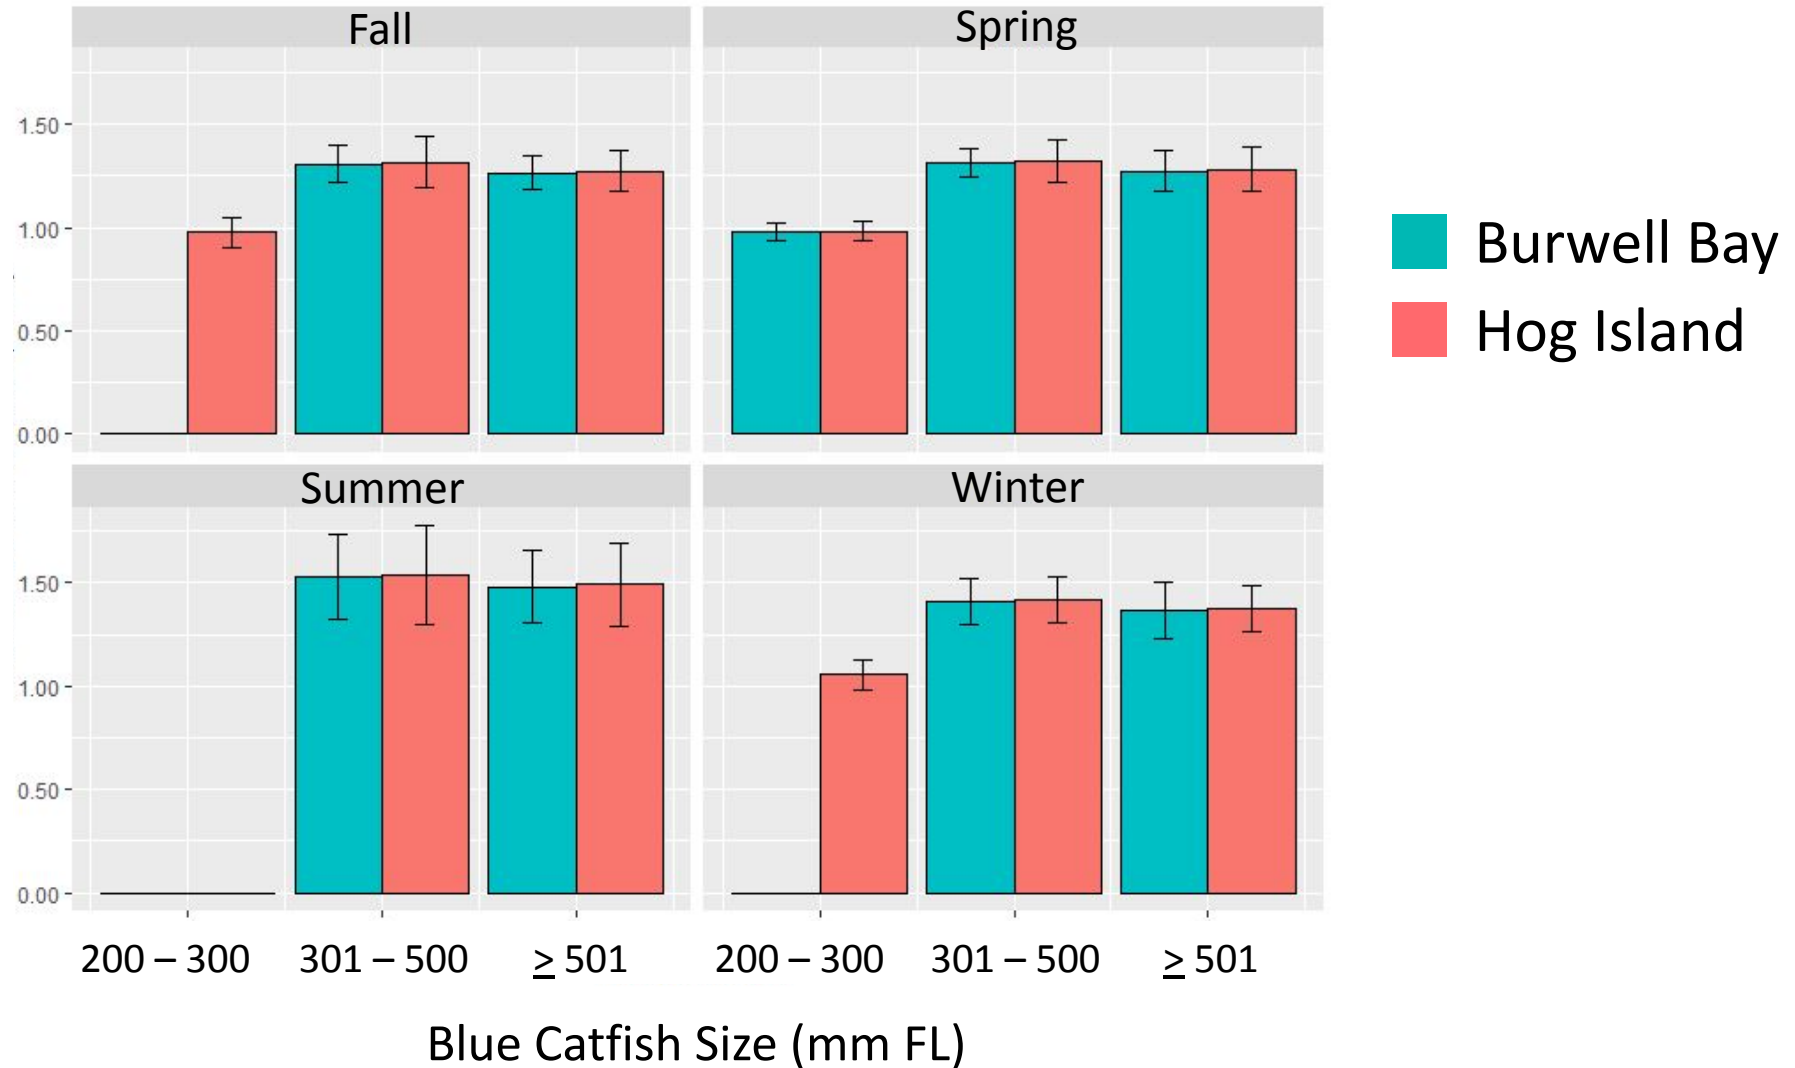 Fall
Spring
1.50
1.00
0.50
0.00
Burwell Bay
Hog Island
Summer
Winter
1.50
1.00
0.50
0.00
200 – 300
301 – 500
≥ 501
200 – 300
301 – 500
≥ 501
Blue Catfish Size (mm FL)